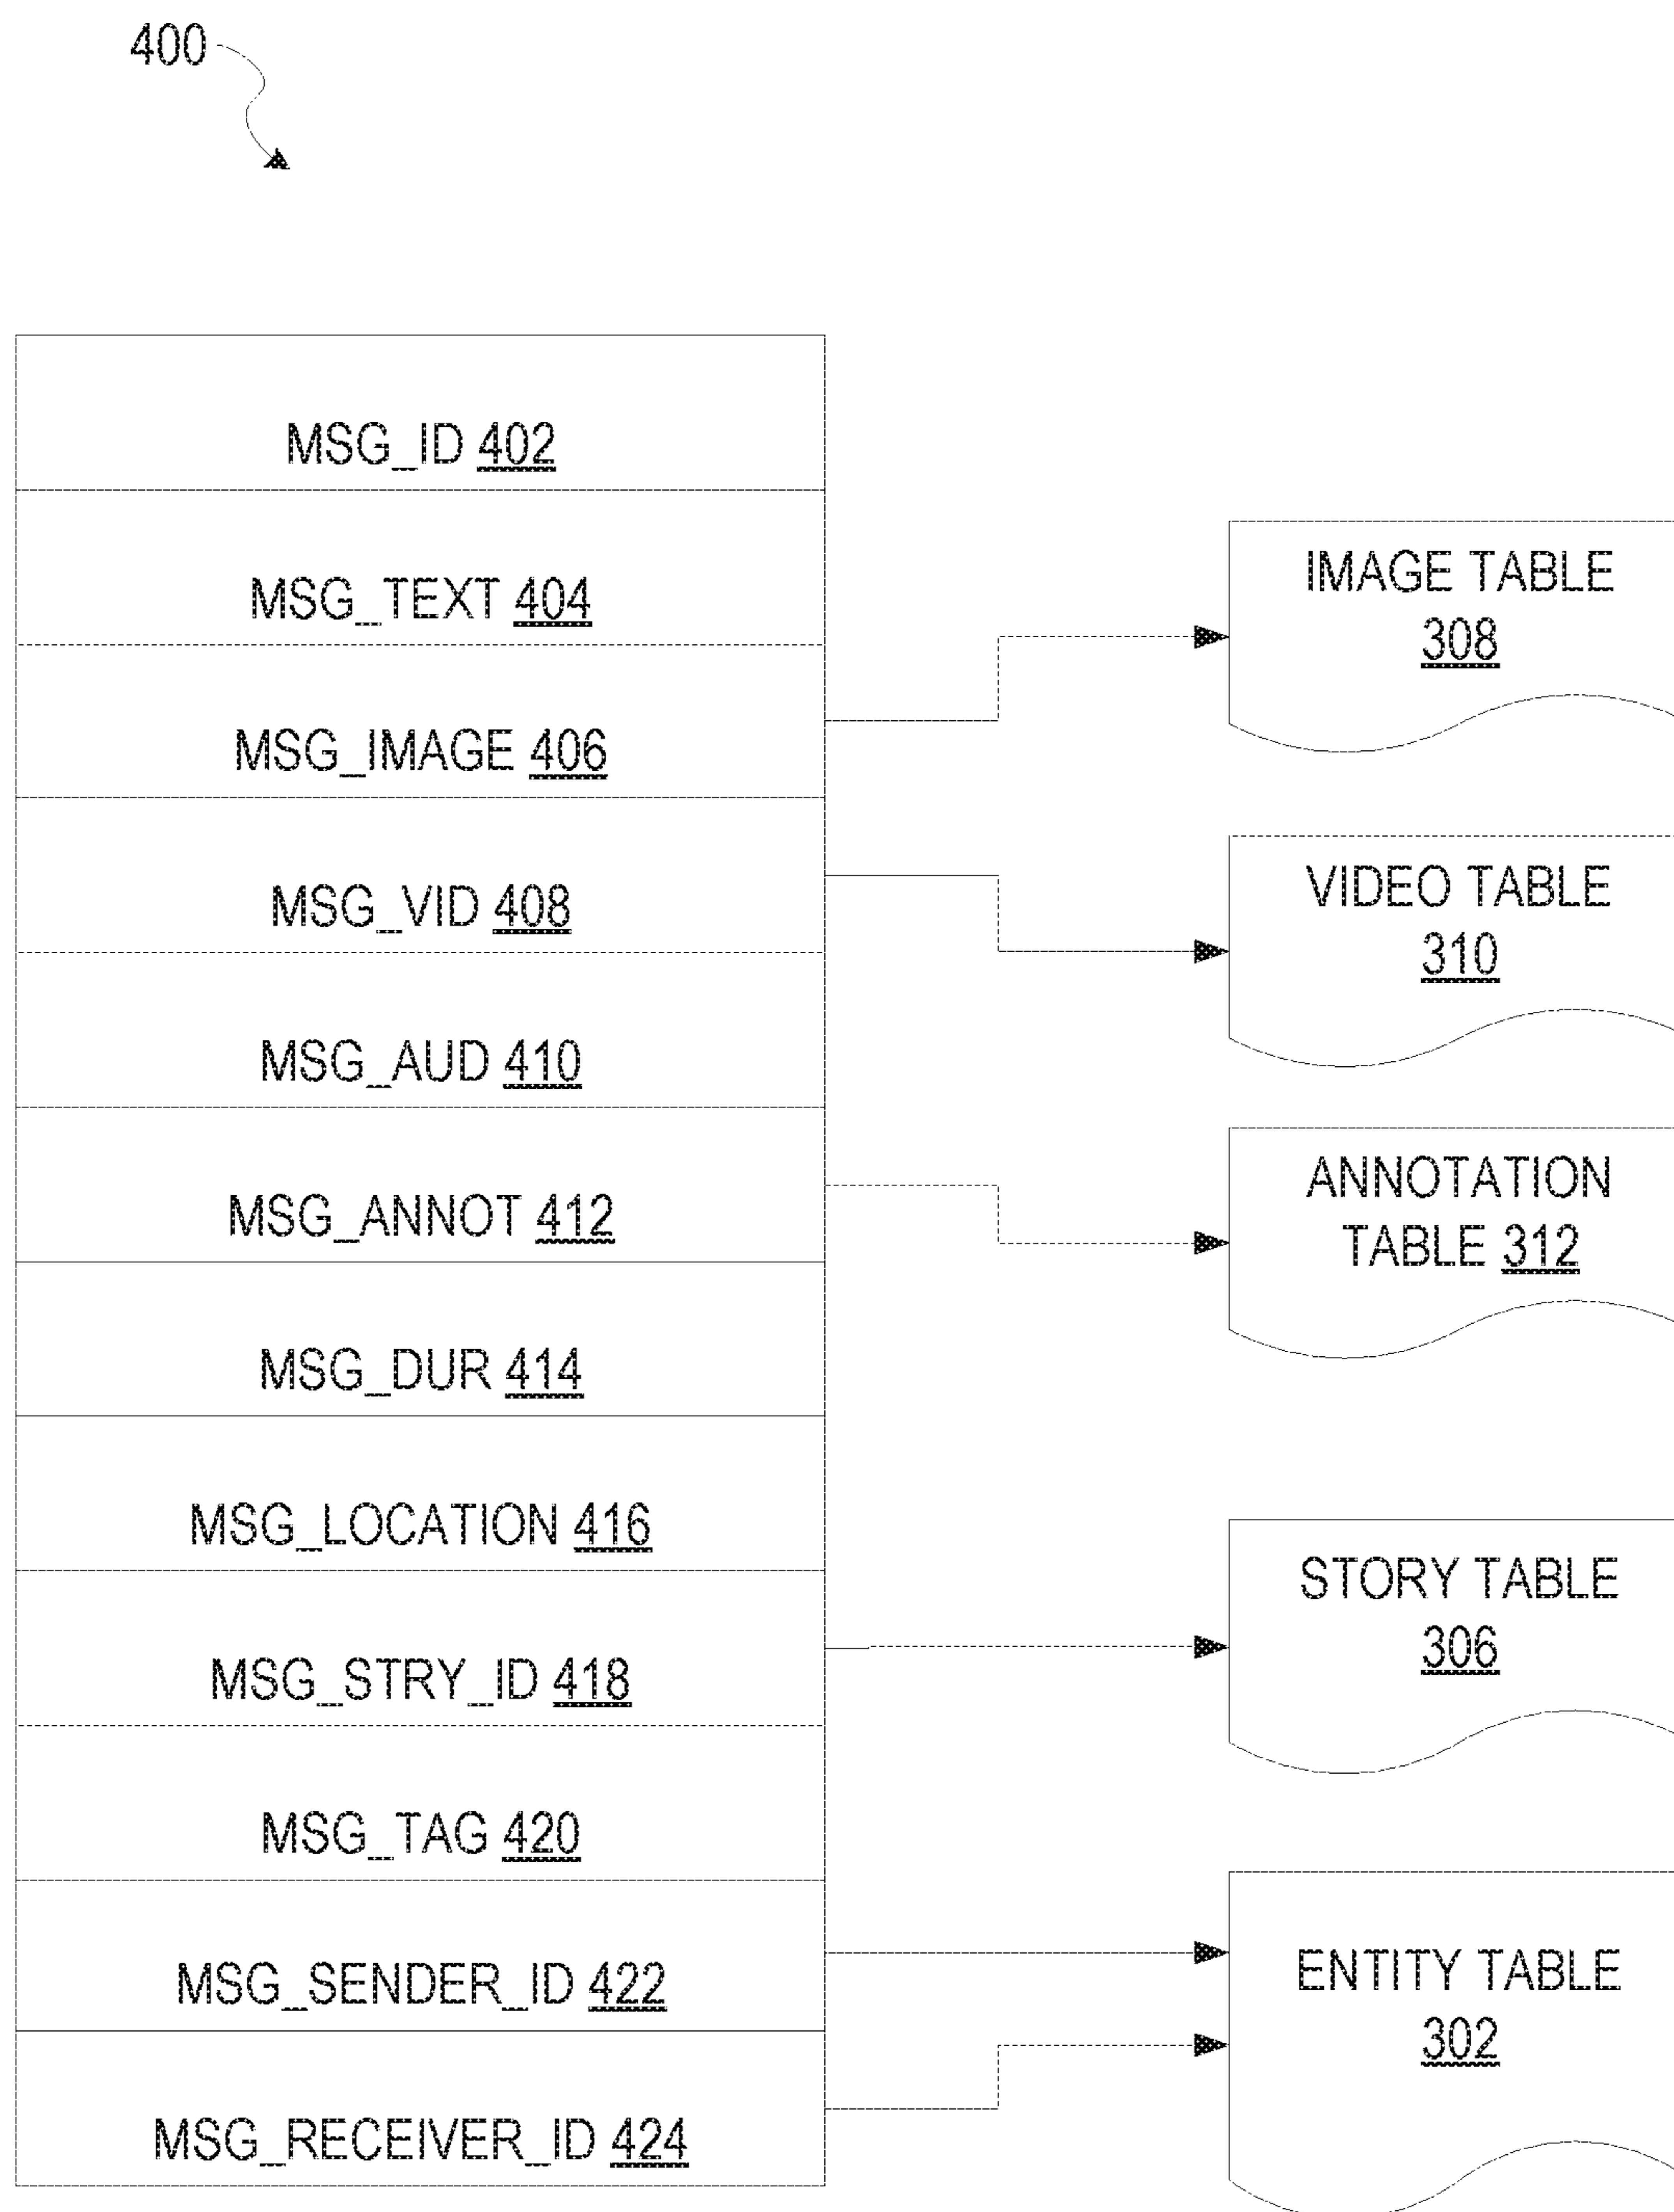 400
MSG_ID 402
MSG_TEXT 404
MSG_IMAGE 406
MSG_VID 408
MSG_AUD 410
MSG_ANNOT 412
MSG_DUR 414
MSG_LOCATION 416
MSG_STRY_ID 418
MSG_TAG 420
MSG_SENDER_ID 422
MSG_RECEIVER_ID 424
IMAGE TABLE
308
VIDEO TABLE
310
ANNOTATION
TABLE 312
STORY TABLE
306
ENTITY TABLE
302